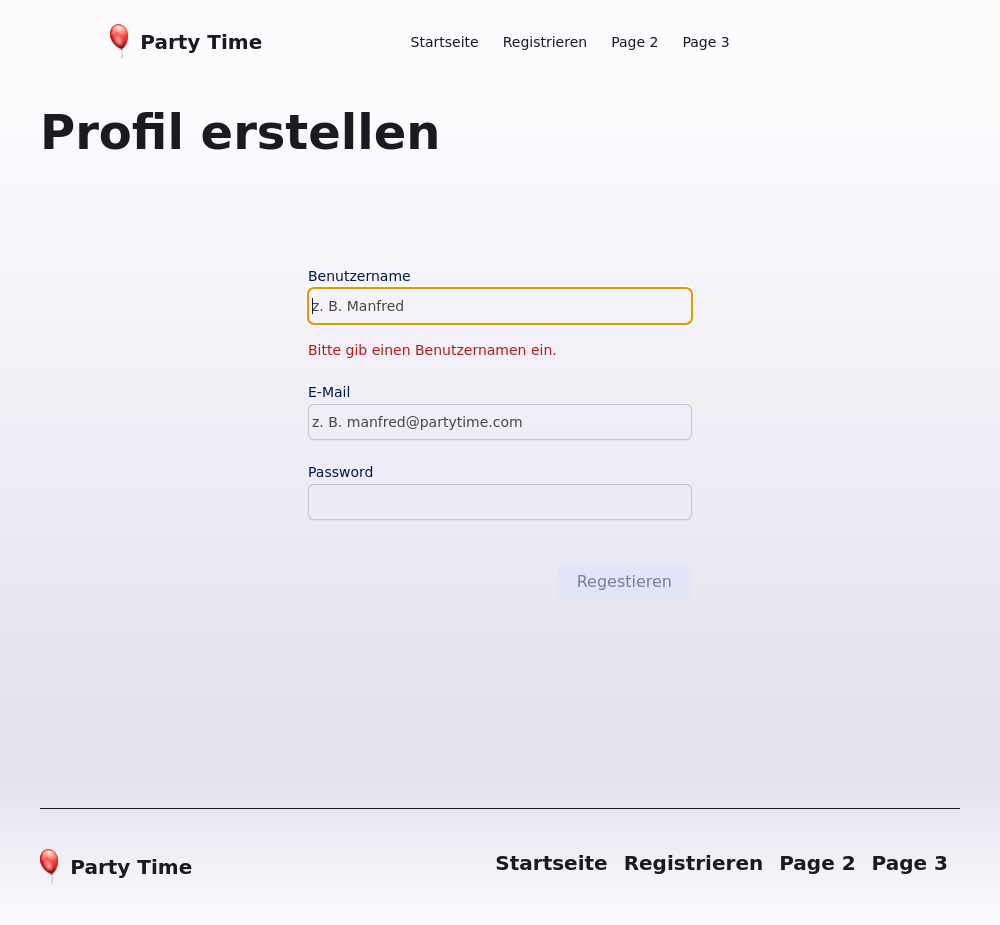 Party Time Startseite Registrieren Page 2 Page 3
Profil erstellen
Benutzername
z. B. Manfred
Bitte gib einen Benutzernamen ein.
E-Mail
z. B. manfred@partytime.com
Password
Regestieren
Party Time Startseite Registrieren Page 2 Page 3